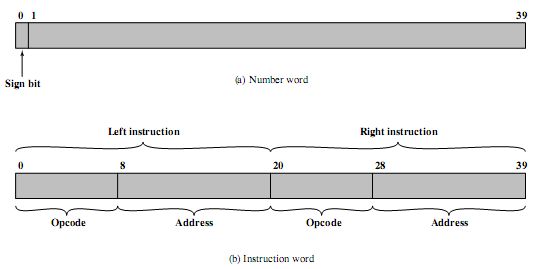 0 1 39
Sign bit
(a) Number word
Left instruction Right instruction
0 8 20 28 39
Opcode Address Opcode Address
(b) Instruction word